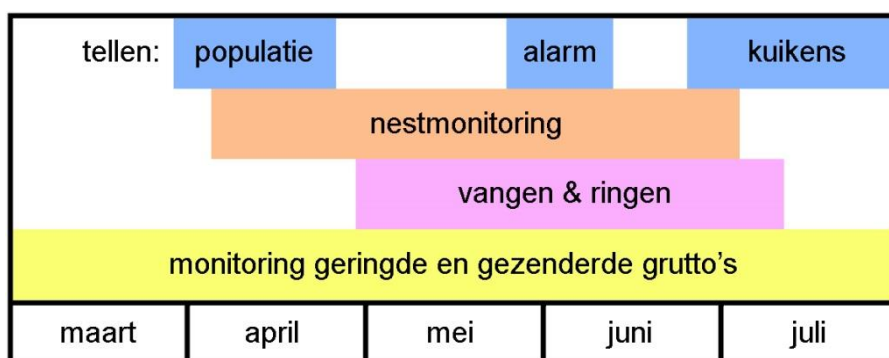 tellen: populatie alarm kuikens
nestmonitoring
vangen & ringen
monitoring geringde en gezenderde grutto's
maart april mei juni juli